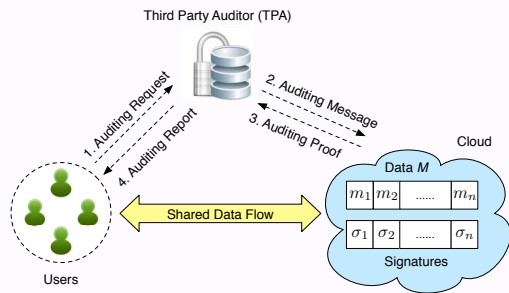 Third Party Auditor (TPA)
1. Auditing Request
4. Auditing Report
2. Auditing Message
3. Auditing Proof
Cloud
Data M
m₁ m₂ ...... mₙ
σ₁ σ₂ ...... σₙ
Signatures
Shared Data Flow
Users